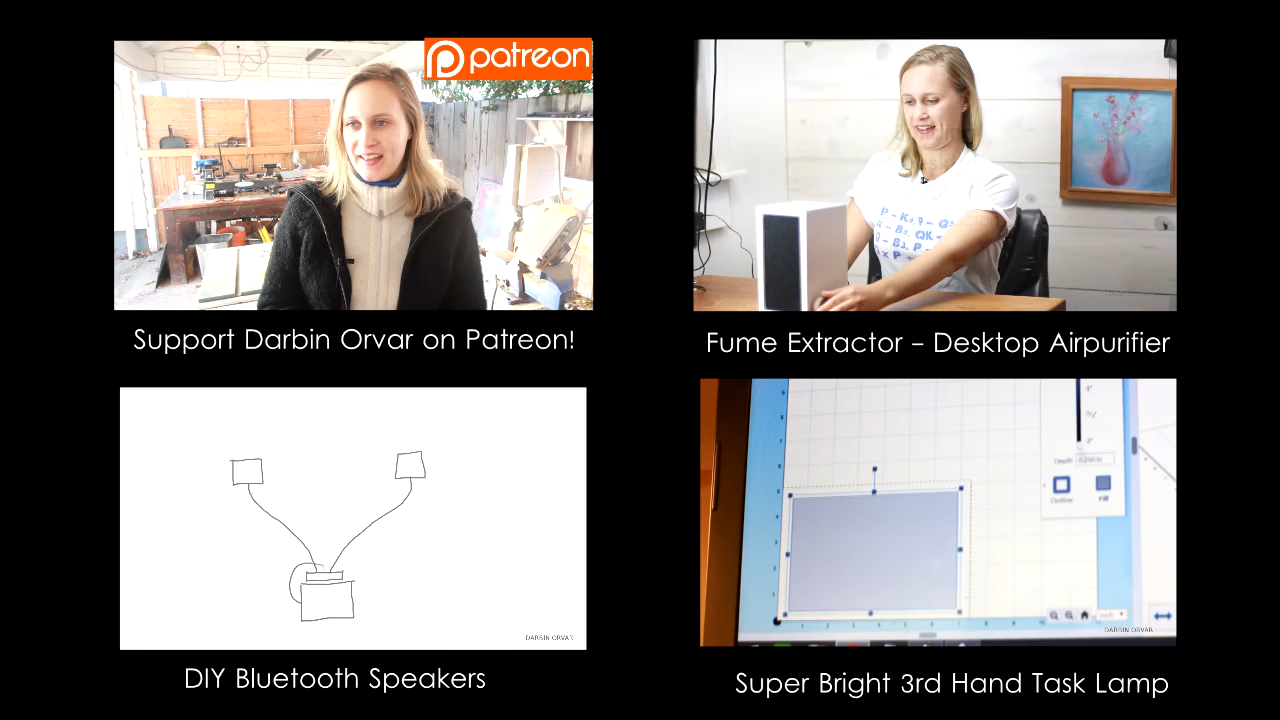 patreon
Support Darbin Orvar on Patreon!
Fume Extractor – Desktop Airpurifier
DARBIN ORVAR
DIY Bluetooth Speakers
Depth
Outline
Fill
DARBIN ORVAR
Super Bright 3rd Hand Task Lamp